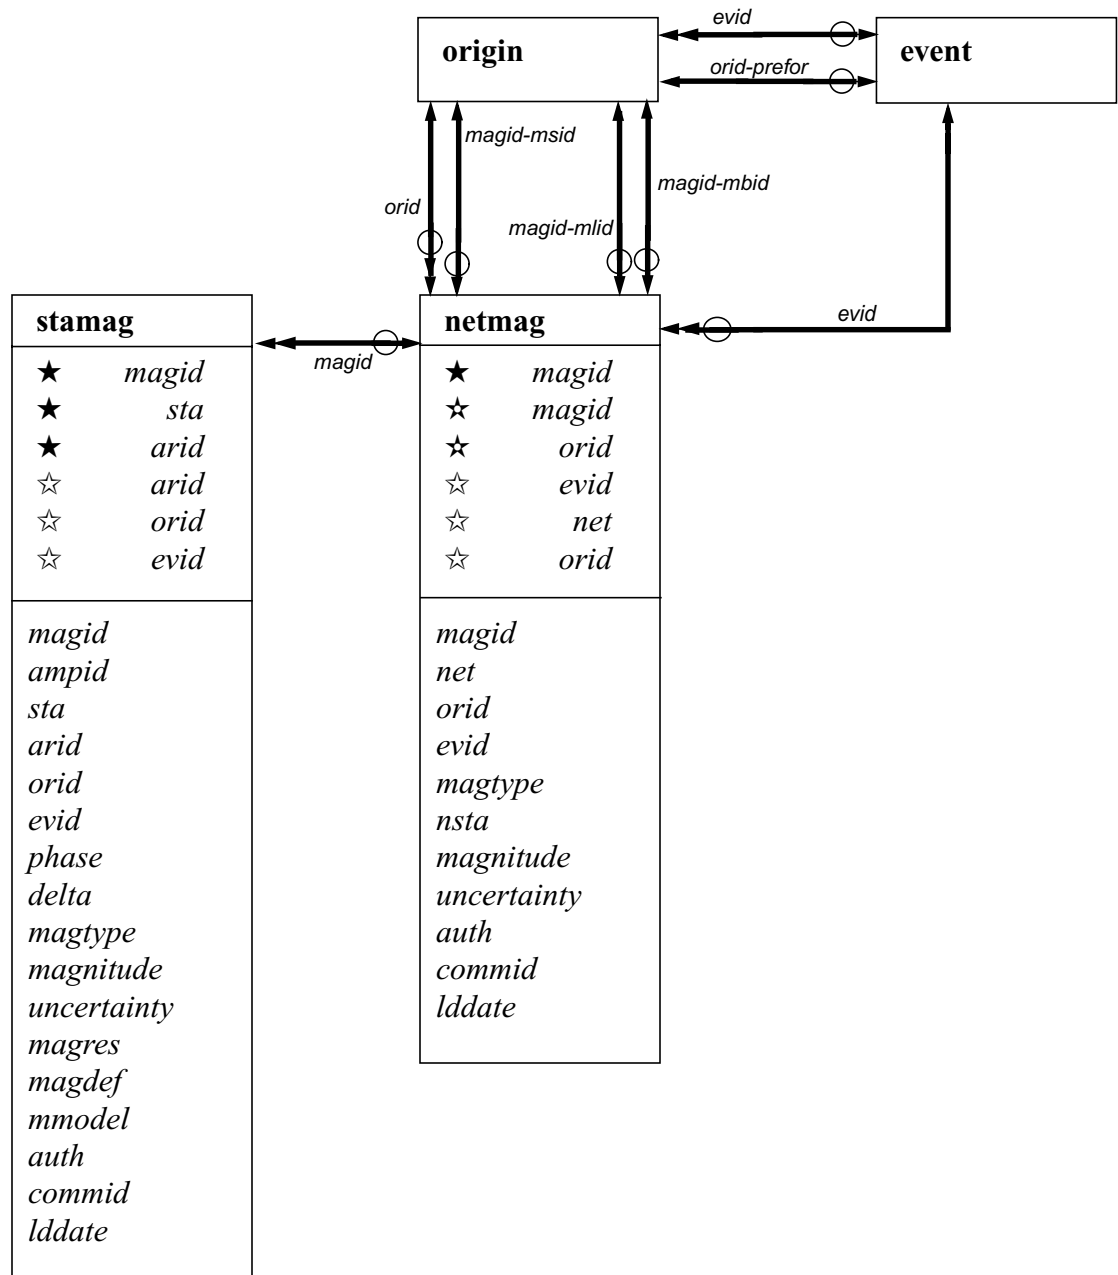 evid
origin
event
orid-prefor
magid-msid
magid-mbid
orid
magid-mlid
evid
stamag
netmag
magid
★ magid
★ sta
★ arid
☆ arid
☆ orid
☆ evid
★ magid
✫ magid
✫ orid
☆ evid
☆ net
☆ orid
magid
ampid
sta
arid
orid
evid
phase
delta
magtype
magnitude
uncertainty
magres
magdef
mmodel
auth
commid
lddate
magid
net
orid
evid
magtype
nsta
magnitude
uncertainty
auth
commid
lddate